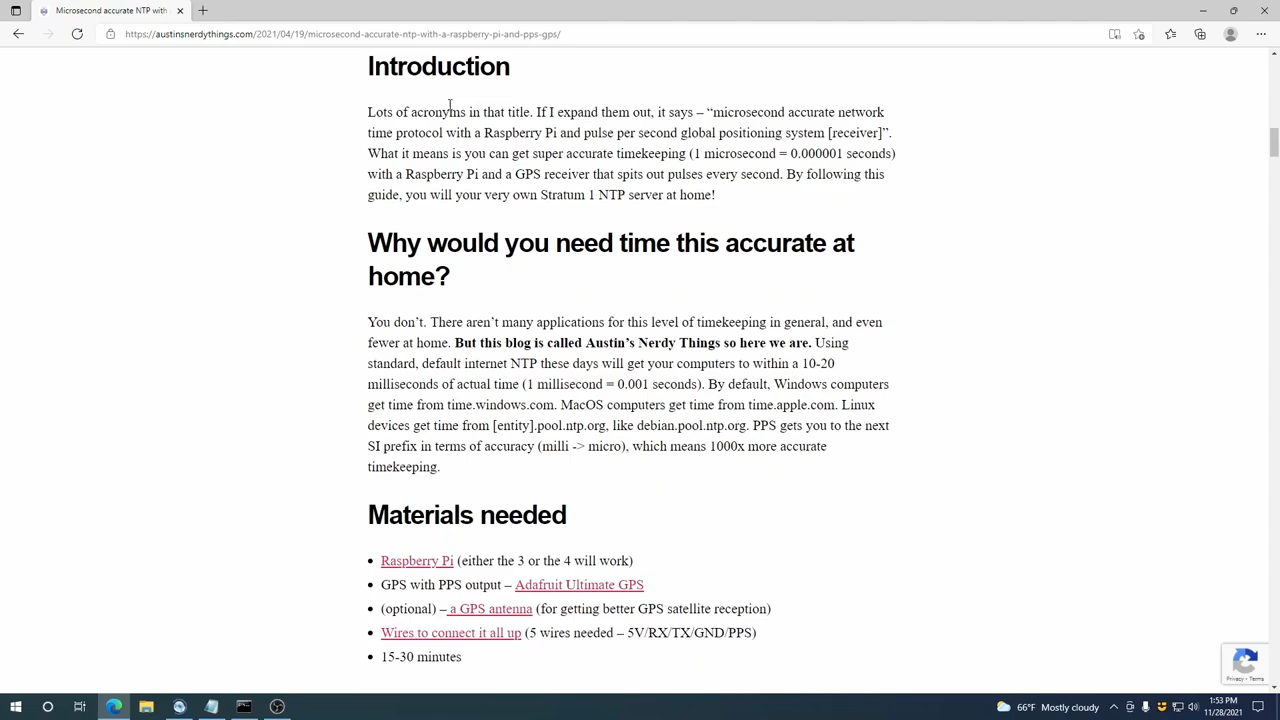 Microsecond accurate NTP with
https://austinsnerdythings.com/2021/04/19/microsecond-accurate-ntp-with-a-raspberry-pi-and-pps-gps/
Introduction
Lots of acronyms in that title. If I expand them out, it says – “microsecond accurate network
time protocol with a Raspberry Pi and pulse per second global positioning system [receiver]”.
What it means is you can get super accurate timekeeping (1 microsecond = 0.000001 seconds)
with a Raspberry Pi and a GPS receiver that spits out pulses every second. By following this
guide, you will your very own Stratum 1 NTP server at home!
Why would you need time this accurate at
home?
You don’t. There aren’t many applications for this level of timekeeping in general, and even
fewer at home. But this blog is called Austin’s Nerdy Things so here we are. Using
standard, default internet NTP these days will get your computers to within a 10-20
milliseconds of actual time (1 millisecond = 0.001 seconds). By default, Windows computers
get time from time.windows.com. MacOS computers get time from time.apple.com. Linux
devices get time from [entity].pool.ntp.org, like debian.pool.ntp.org. PPS gets you to the next
SI prefix in terms of accuracy (milli -> micro), which means 1000x more accurate
timekeeping.
Materials needed
Raspberry Pi (either the 3 or the 4 will work)
GPS with PPS output – Adafruit Ultimate GPS
(optional) – a GPS antenna (for getting better GPS satellite reception)
Wires to connect it all up (5 wires needed – 5V/RX/TX/GND/PPS)
15-30 minutes
Privacy - Terms
66°F Mostly cloudy
1:53 PM
11/28/2021